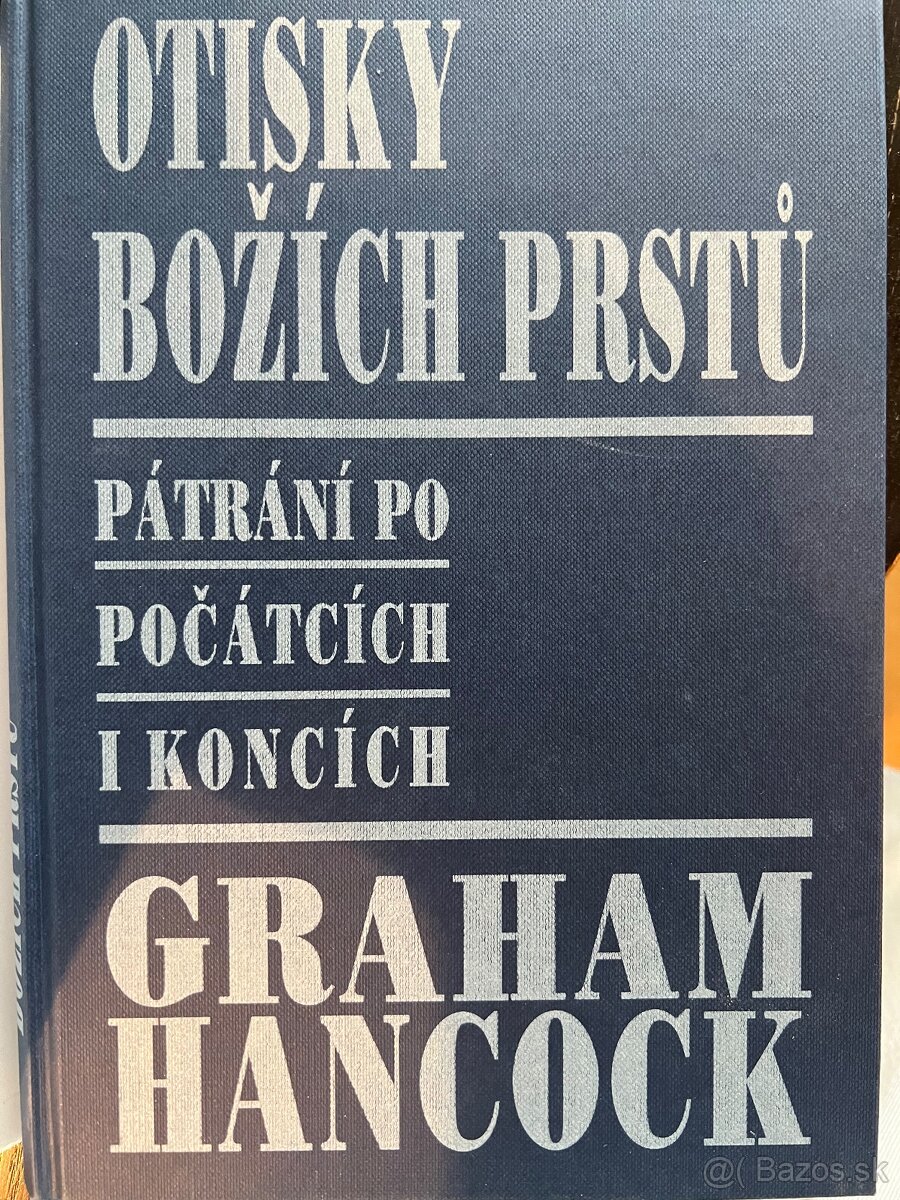 OTISKY
BOŽÍCH PRSTŮ
PÁTRÁNÍ PO
POČÁTCÍCH
I KONCÍCH
GRAHAM
HANCOCK
@( Bazos.sk